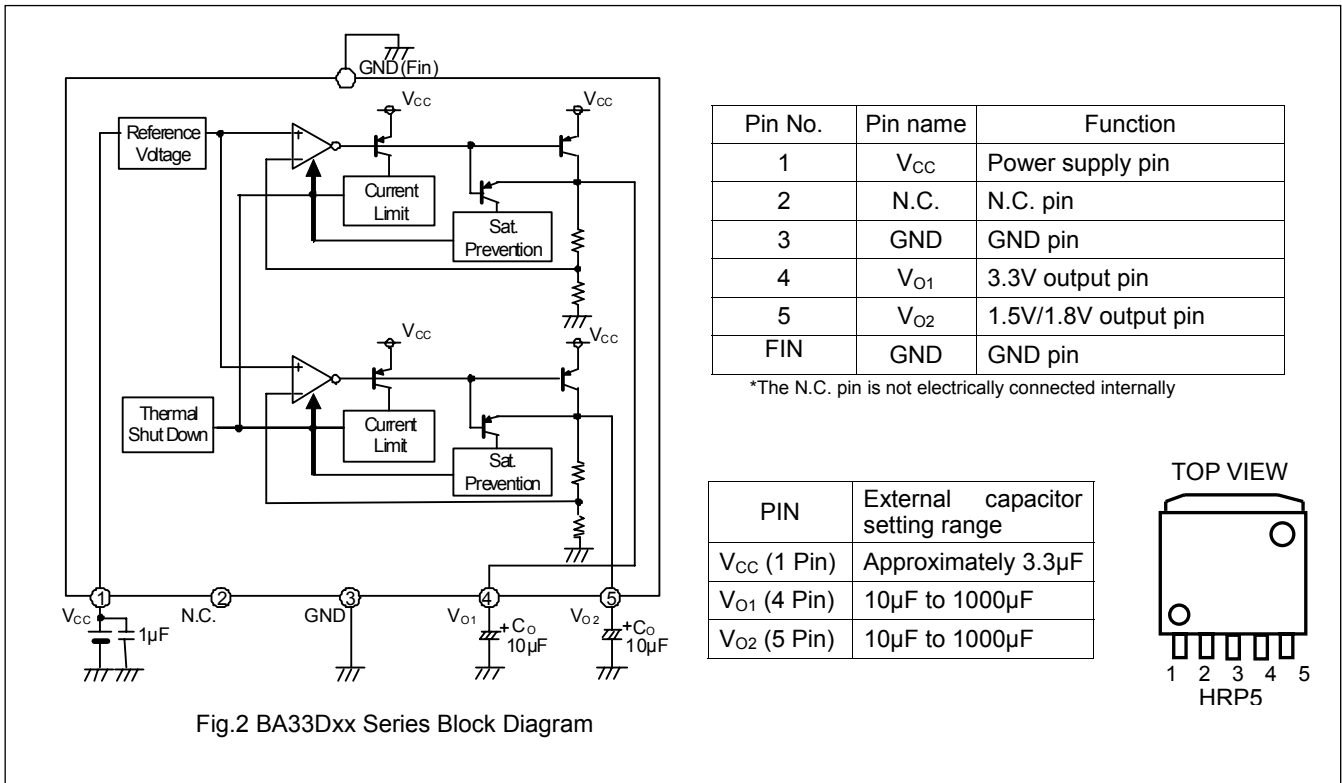 GND(Fin)
VCC
VCC
Reference
Voltage
+
−
Current
Limit
Sat.
Prevention
VCC
VCC
+
−
Thermal
Shut Down
Current
Limit
Sat.
Prevention
1
2
3
4
5
VCC
N.C.
GND
VO1
VO2
1μF
+CO
10μF
+CO
10μF
Fig.2 BA33Dxx Series Block Diagram
Pin No. Pin name Function
1 VCC Power supply pin
2 N.C. N.C. pin
3 GND GND pin
4 VO1 3.3V output pin
5 VO2 1.5V/1.8V output pin
FIN GND GND pin
*The N.C. pin is not electrically connected internally
PIN External capacitor
setting range
VCC (1 Pin) Approximately 3.3μF
VO1 (4 Pin) 10μF to 1000μF
VO2 (5 Pin) 10μF to 1000μF
TOP VIEW
1 2 3 4 5
HRP5